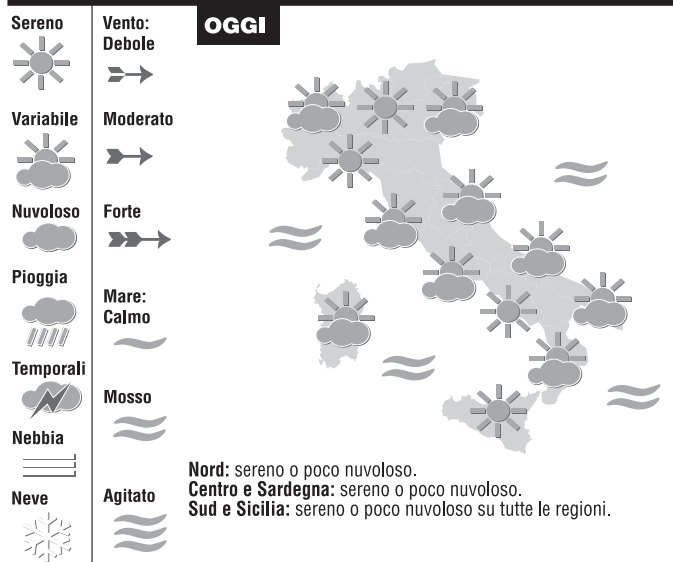 Sereno
Variabile
Nuvoloso
Pioggia
Temporali
Nebbia
Neve
Vento:
Debole
Moderato
Forte
Mare:
Calmo
Mosso
Agitato
OGGI
Nord: sereno o poco nuvoloso.
Centro e Sardegna: sereno o poco nuvoloso.
Sud e Sicilia: sereno o poco nuvoloso su tutte le regioni.